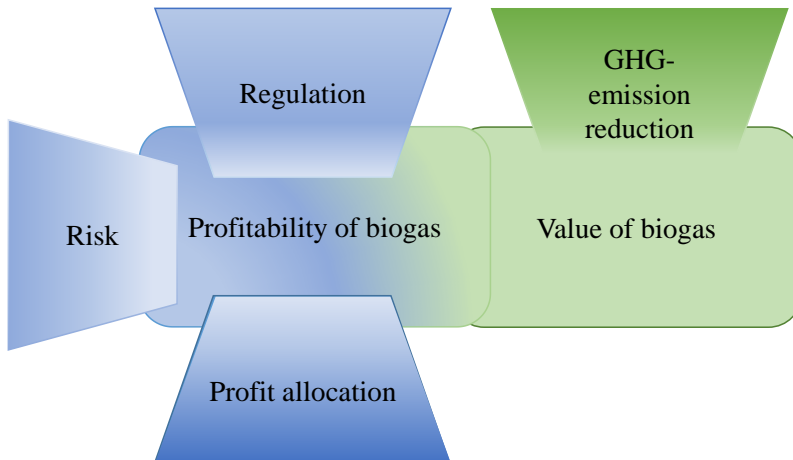 Regulation
GHG-
emission
reduction
Risk
Profitability of biogas
Value of biogas
Profit allocation